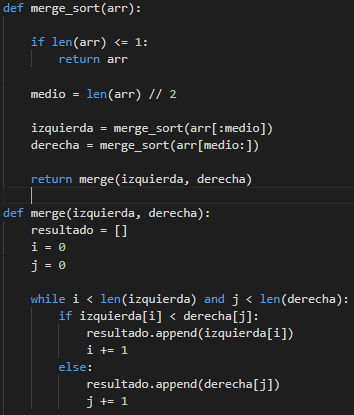 def merge_sort(arr):
if len(arr) <= 1:
return arr
medio = len(arr) // 2
izquierda = merge_sort(arr[:medio])
derecha = merge_sort(arr[medio:])
return merge(izquierda, derecha)
def merge(izquierda, derecha):
resultado = []
i = 0
j = 0
while i < len(izquierda) and j < len(derecha):
if izquierda[i] < derecha[j]:
resultado.append(izquierda[i])
i += 1
else:
resultado.append(derecha[j])
j += 1